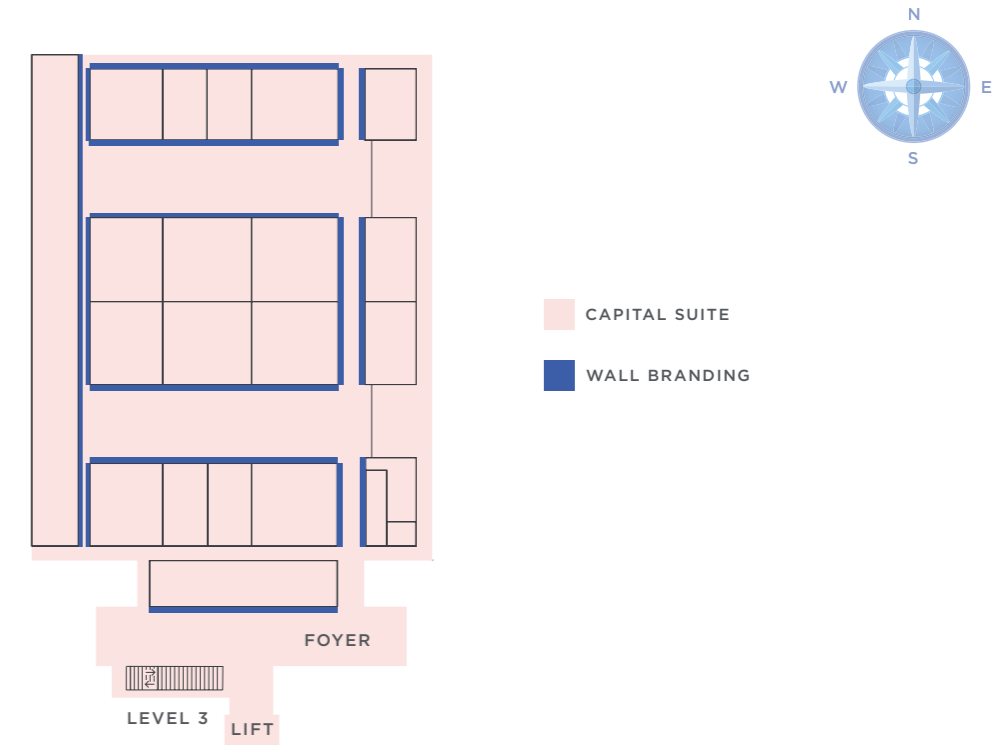 N
W
E
S
CAPITAL SUITE
WALL BRANDING
FOYER
LEVEL 3
LIFT